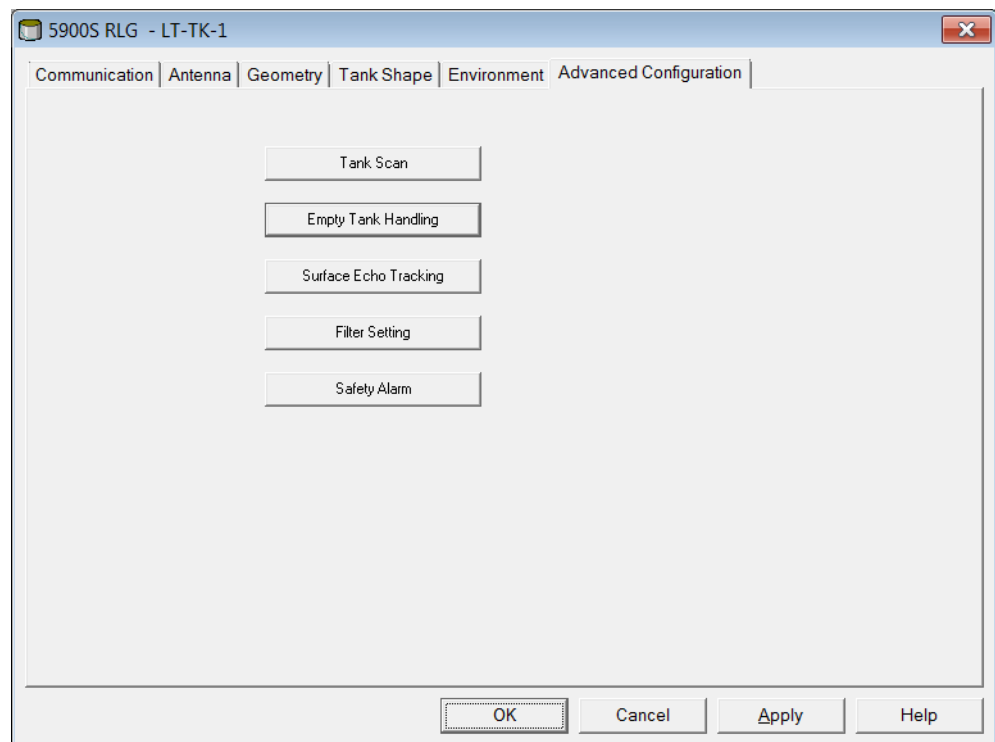 5900S RLG - LT-TK-1
Communication Antenna Geometry Tank Shape Environment Advanced Configuration
Tank Scan
Empty Tank Handling
Surface Echo Tracking
Filter Setting
Safety Alarm
OK Cancel Apply Help